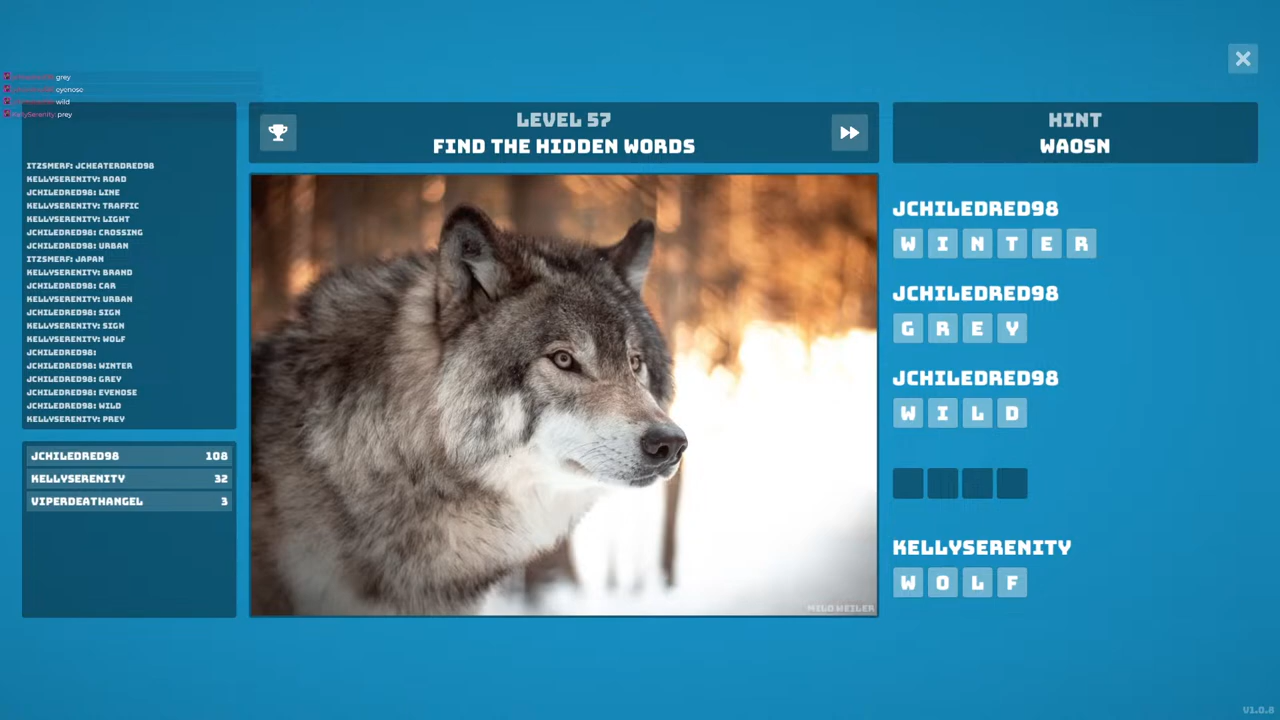 grey
eyenose
wild
KellySerenity: prey
ITZSMERF: JCHEATERDRED98
KELLYSERENITY: ROAD
JCHILEDRED98: LINE
KELLYSERENITY: TRAFFIC
KELLYSERENITY: LIGHT
KELLYSERENITY: CROSSING
JCHILEDRED98: URBAN
ITZSMERF: JAPAN
KELLYSERENITY: BRAND
JCHILEDRED98: CAR
KELLYSERENITY: URBAN
JCHILEDRED98: SIGN
KELLYSERENITY: SIGN
KELLYSERENITY: WOLF
JCHILEDRED98:
JCHILEDRED98: WINTER
JCHILEDRED98: GREY
JCHILEDRED98: EYENOSE
JCHILEDRED98: WILD
KELLYSERENITY: PREY
JCHILEDRED98 108
KELLYSERENITY 32
VIPERDEATHANGEL 3
LEVEL 57
FIND THE HIDDEN WORDS
MILO WEILER
HINT
WAOSN
JCHILEDRED98
WINTER
JCHILEDRED98
GREY
JCHILEDRED98
WILD
KELLYSERENITY
WOLF
V1.0.8